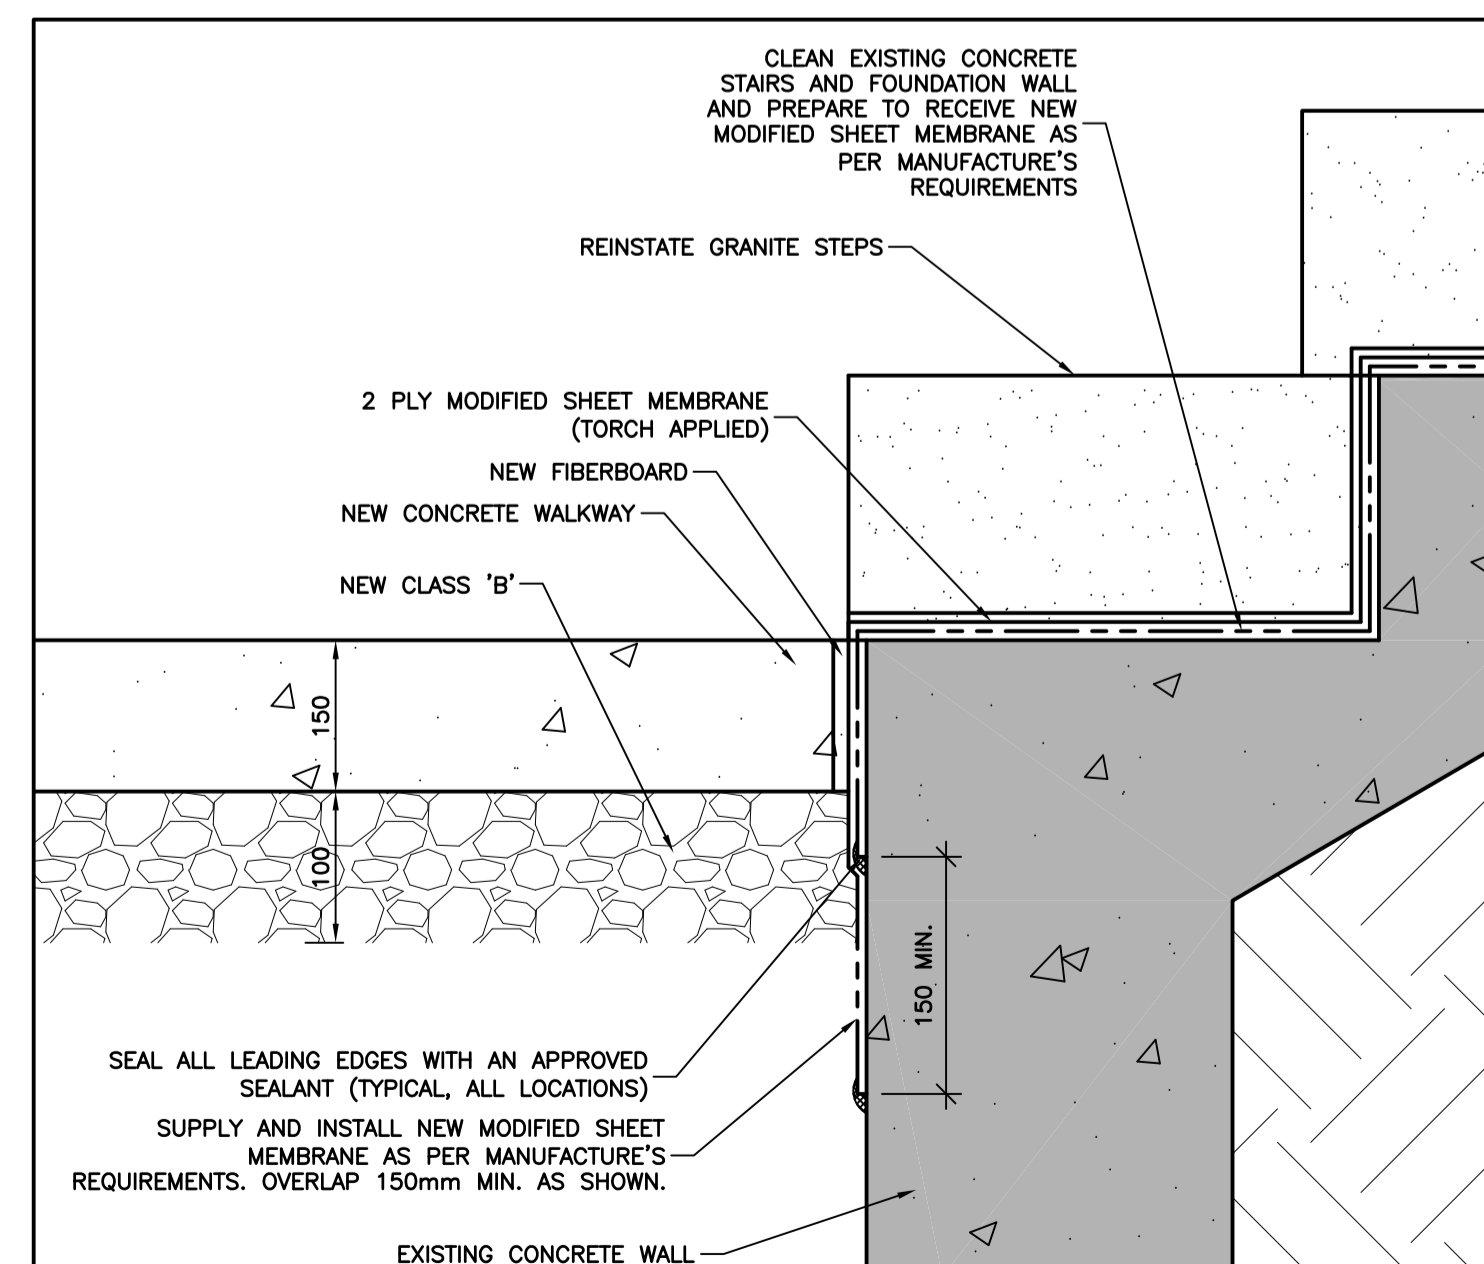 CLEAN EXISTING CONCRETE
STAIRS AND FOUNDATION WALL
AND PREPARE TO RECEIVE NEW
MODIFIED SHEET MEMBRANE AS
PER MANUFACTURE'S
REQUIREMENTS
REINSTATE GRANITE STEPS
2 PLY MODIFIED SHEET MEMBRANE
(TORCH APPLIED)
NEW FIBERBOARD
NEW CONCRETE WALKWAY
NEW CLASS 'B'
150
100
150 MIN.
SEAL ALL LEADING EDGES WITH AN APPROVED
SEALANT (TYPICAL, ALL LOCATIONS)
SUPPLY AND INSTALL NEW MODIFIED SHEET
MEMBRANE AS PER MANUFACTURE'S
REQUIREMENTS. OVERLAP 150mm MIN. AS SHOWN.
EXISTING CONCRETE WALL